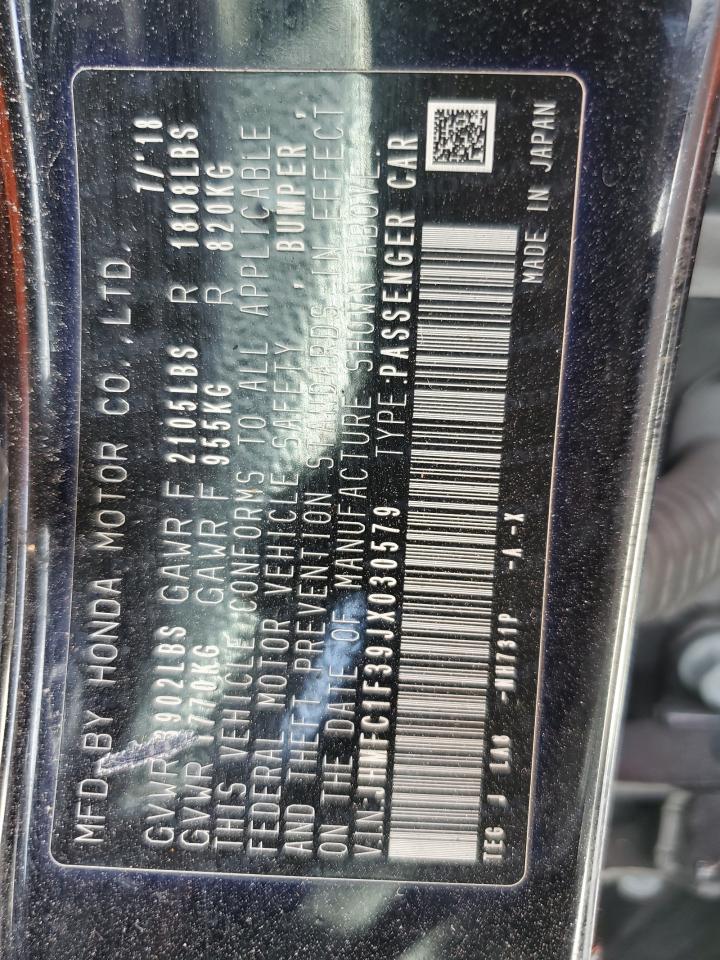 MFD. BY HONDA MOTOR CO., LTD. 7/'18
GVWR 3902LBS GAWR F 2105LBS R 1808LBS
GVWR 1770KG GAWR F 955KG R 820KG
THIS VEHICLE CONFORMS TO ALL APPLICABLE
FEDERAL MOTOR VEHICLE SAFETY , BUMPER ,
AND THEFT PREVENTION STANDARDS IN EFFECT
ON THE DATE OF MANUFACTURE SHOWN ABOVE.
VIN: JHMFC1F39JX030579 TYPE:PASSENGER CAR
TEG J -A-X
MADE IN JAPAN